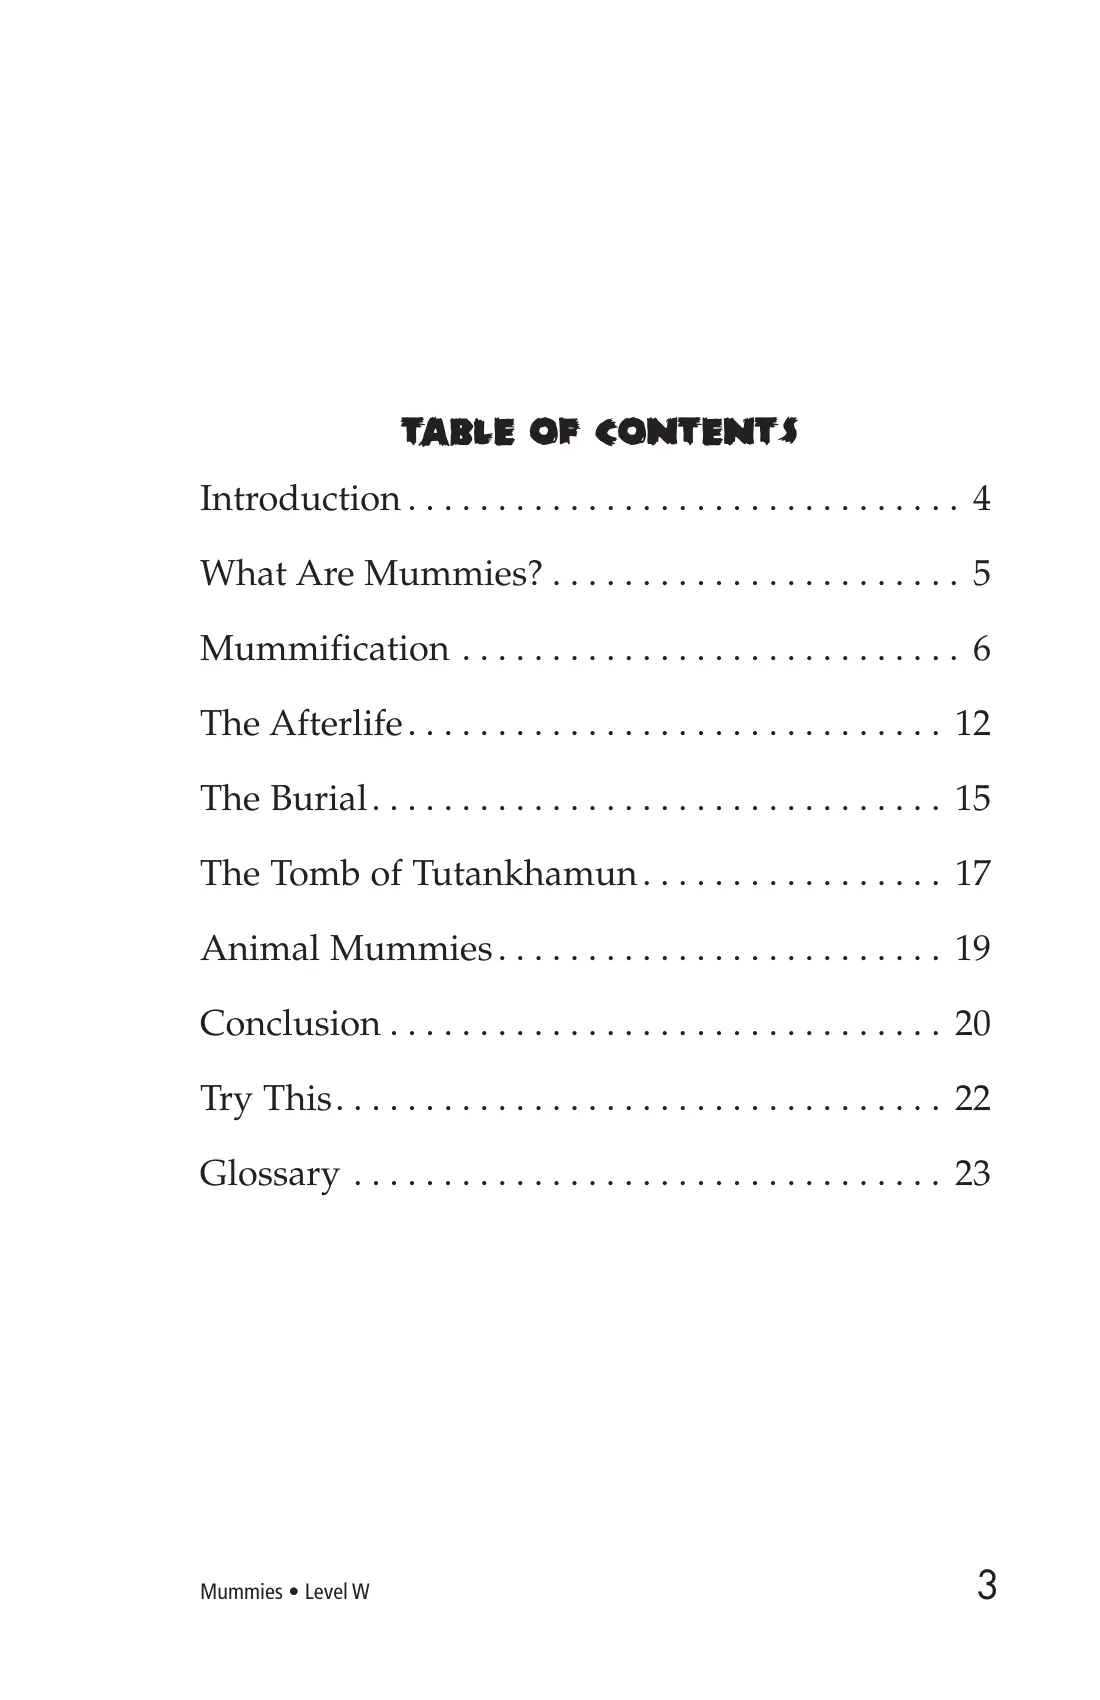 TABLE OF CONTENTS
Introduction . . . . . . . . . . . . . . . . . . . . . . . . . . . . . . . 4
What Are Mummies? . . . . . . . . . . . . . . . . . . . . . . . 5
Mummification . . . . . . . . . . . . . . . . . . . . . . . . . . . . 6
The Afterlife . . . . . . . . . . . . . . . . . . . . . . . . . . . . . . 12
The Burial . . . . . . . . . . . . . . . . . . . . . . . . . . . . . . . . 15
The Tomb of Tutankhamun . . . . . . . . . . . . . . . . . 17
Animal Mummies . . . . . . . . . . . . . . . . . . . . . . . . . 19
Conclusion . . . . . . . . . . . . . . . . . . . . . . . . . . . . . . . 20
Try This . . . . . . . . . . . . . . . . . . . . . . . . . . . . . . . . . . 22
Glossary . . . . . . . . . . . . . . . . . . . . . . . . . . . . . . . . . 23
Mummies • Level W 3